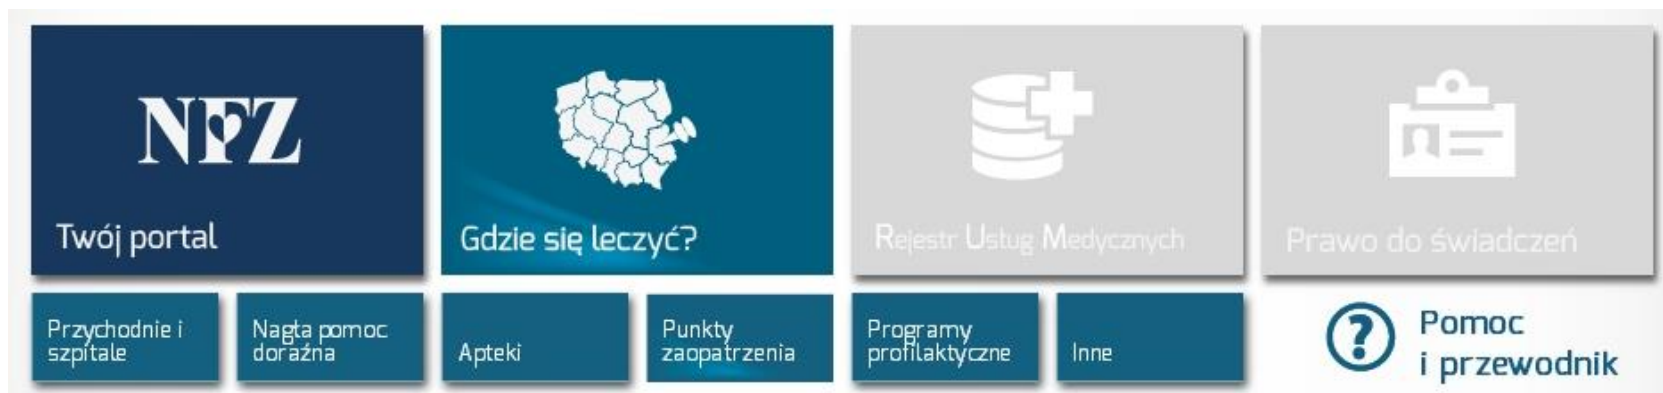 NFZ
Twój portal
Gdzie się leczyć?
Rejestr Usług Medycznych
Prawo do świadczeń
Przychodnie i
szpitale
Nagła pomoc
doraźna
Apteki
Punkty
zaopatrzenia
Programy
profilaktyczne
Inne
?
Pomoc
i przewodnik